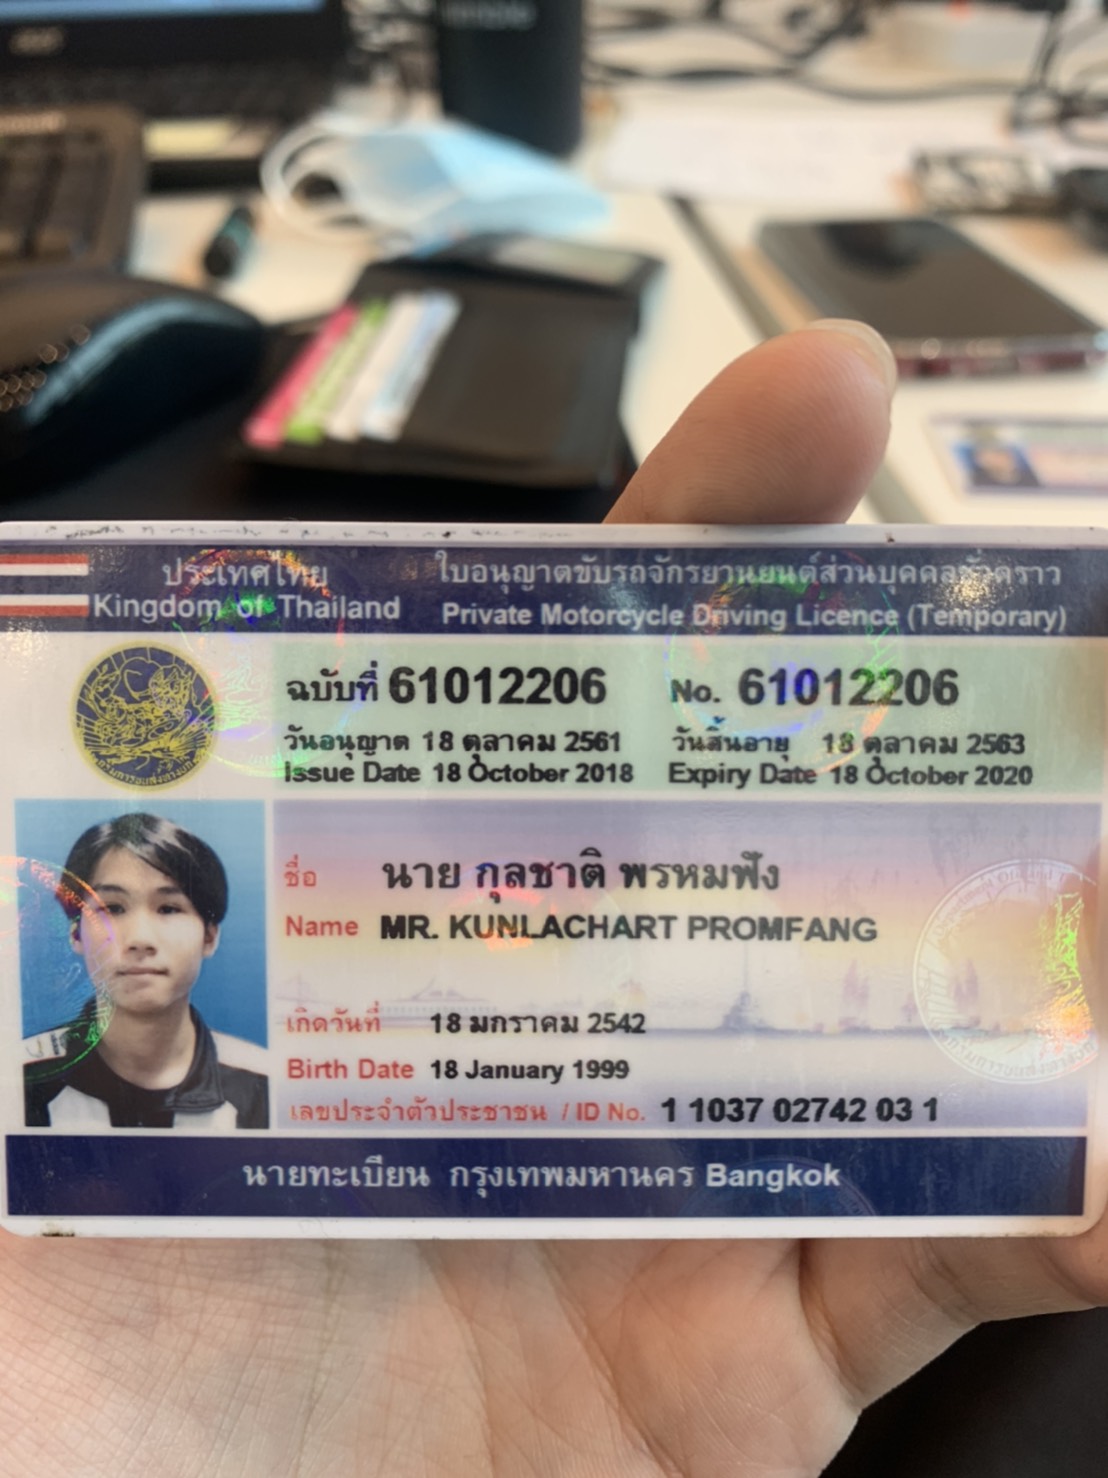 ประเทศไทย
Kingdom of Thailand
ใบอนุญาตขับรถจักรยานยนต์ส่วนบุคคลชั่วคราว
Private Motorcycle Driving Licence (Temporary)
ฉบับที่ 61012206
No. 61012206
วันอนุญาต 18 ตุลาคม 2561
วันสิ้นอายุ 18 ตุลาคม 2563
Issue Date 18 October 2018
Expiry Date 18 October 2020
ชื่อ นาย กุลชาติ พรหมฟัง
Name MR. KUNLACHART PROMFANG
เกิดวันที่ 18 มกราคม 2542
Birth Date 18 January 1999
เลขประจำตัวประชาชน / ID No. 1 1037 02742 03 1
นายทะเบียน กรุงเทพมหานคร Bangkok